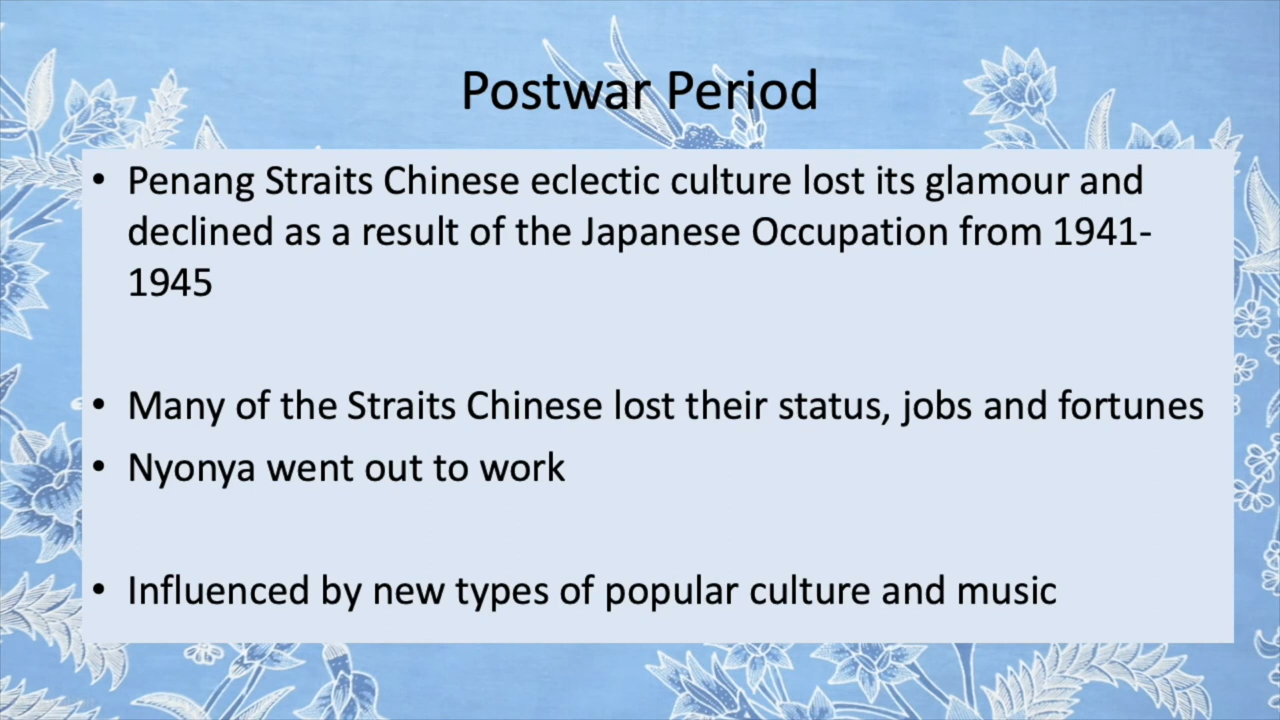 Postwar Period
• Penang Straits Chinese eclectic culture lost its glamour and
declined as a result of the Japanese Occupation from 1941-
1945
• Many of the Straits Chinese lost their status, jobs and fortunes
• Nyonya went out to work
• Influenced by new types of popular culture and music